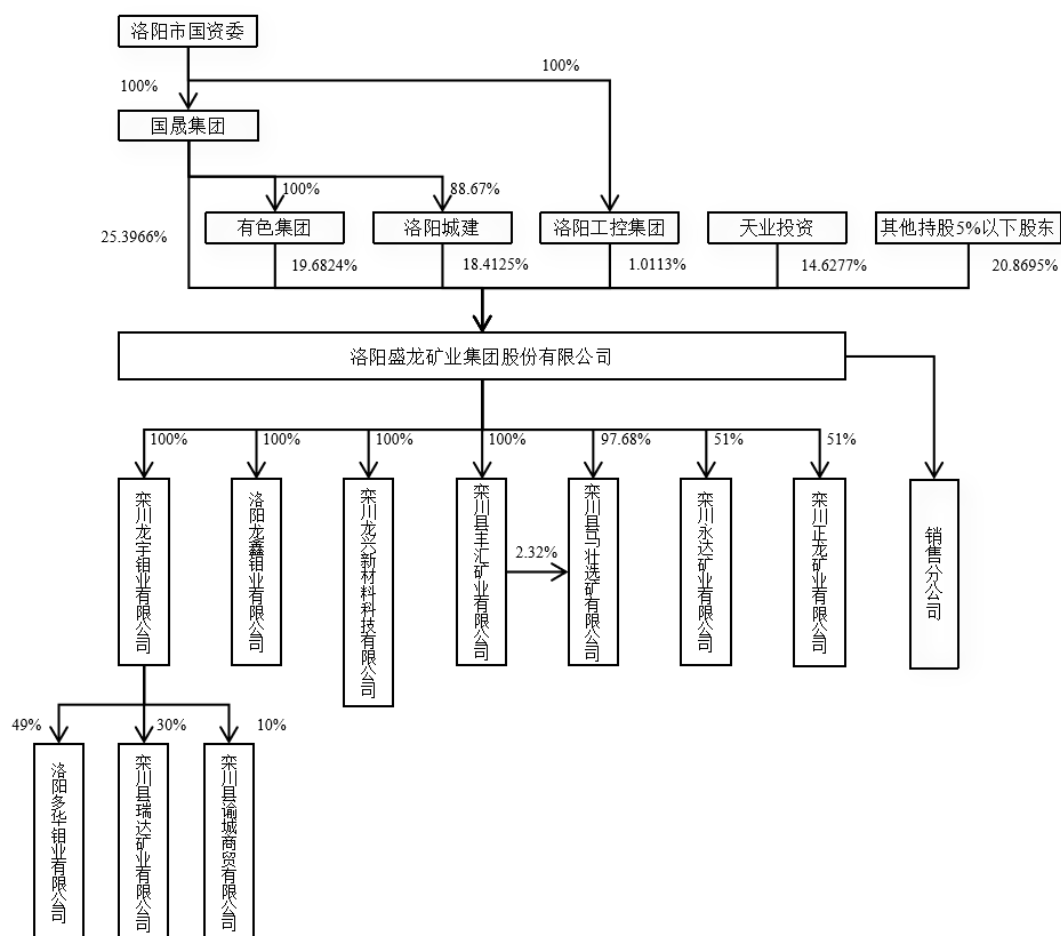 洛阳市国资委
100%
100%
国晟集团
100%
88.67%
有色集团
洛阳城建
洛阳工控集团
天业投资
其他持股5%以下股东
25.3966%
19.6824%
18.4125%
1.0113%
14.6277%
20.8695%
洛阳盛龙矿业集团股份有限公司
100%
100%
100%
100%
97.68%
51%
51%
栾川龙宇钼业有限公司
洛阳龙鑫钼业有限公司
栾川龙兴新材料科技有限公司
栾川县丰汇矿业有限公司
2.32%
栾川县马壮选矿有限公司
栾川永达矿业有限公司
栾川正龙矿业有限公司
销售分公司
49%
30%
10%
洛阳多华钼业有限公司
栾川县瑞达矿业有限公司
栾川县谕城商贸有限公司